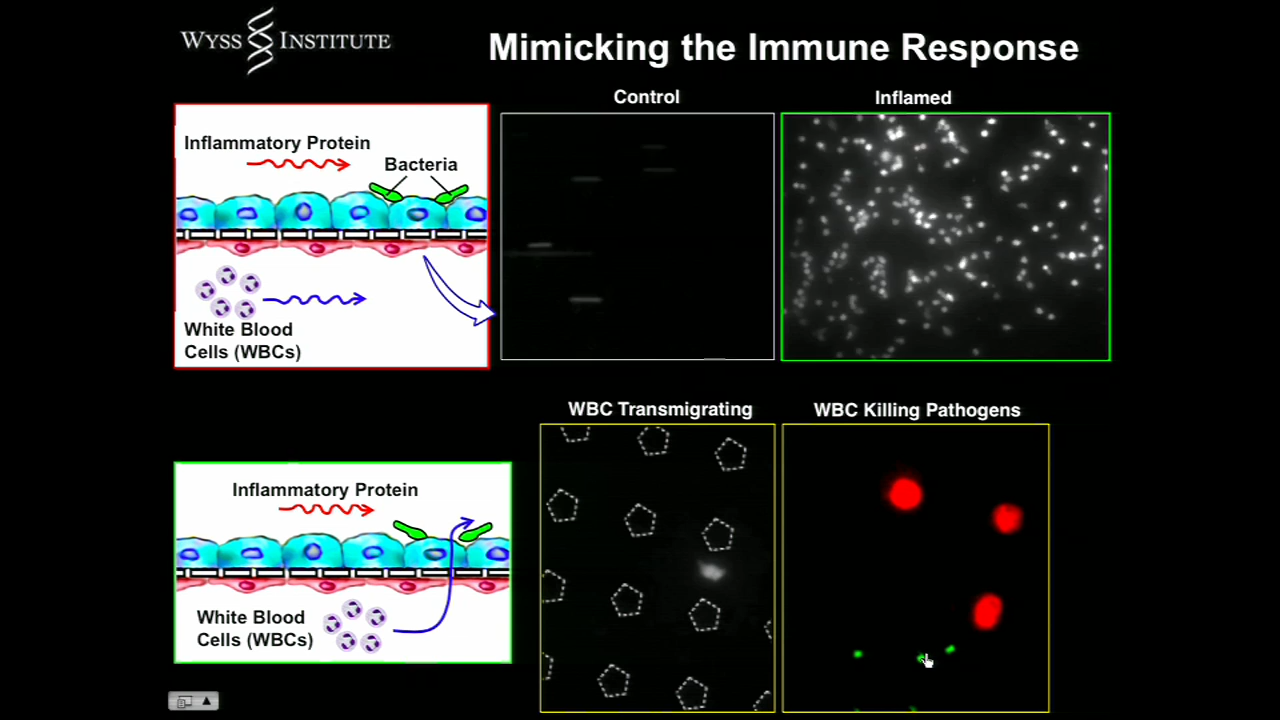 WYSS INSTITUTE
Mimicking the Immune Response
Control
Inflamed
Inflammatory Protein
Bacteria
White Blood
Cells (WBCs)
WBC Transmigrating
WBC Killing Pathogens
Inflammatory Protein
White Blood
Cells (WBCs)